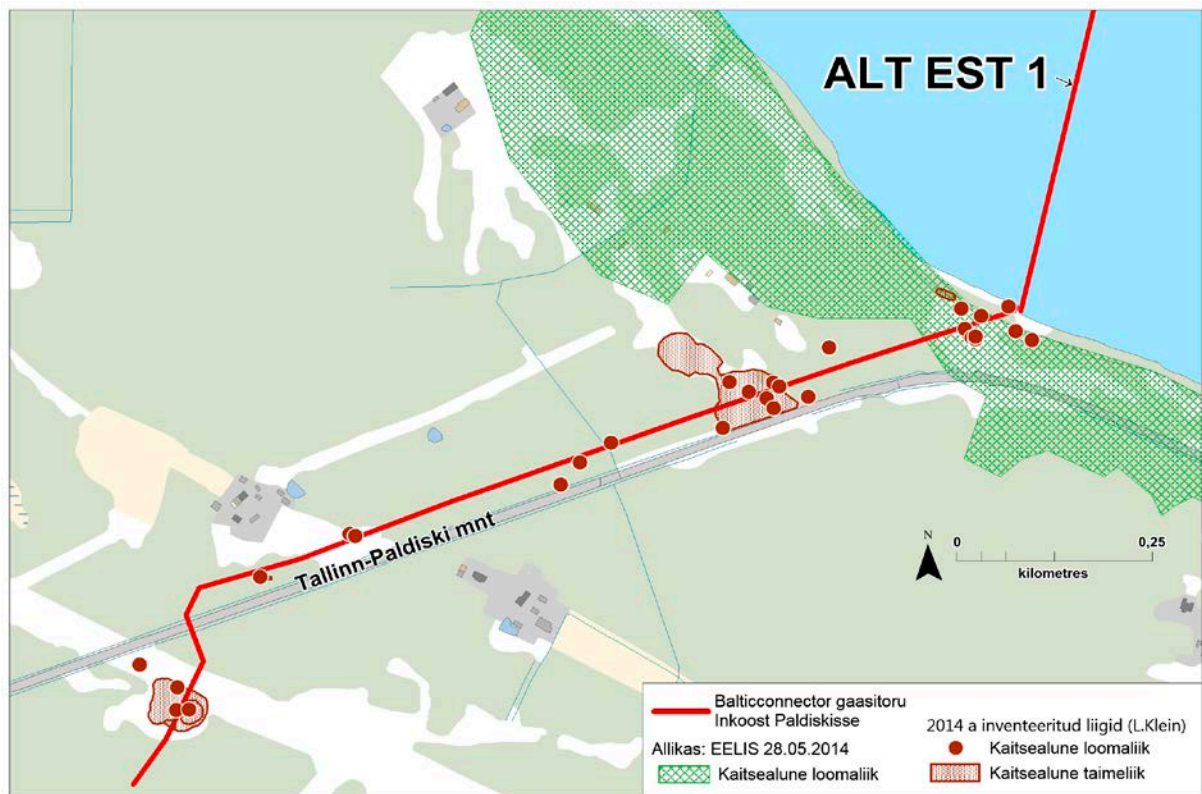 ALT EST 1
Tallinn-Paldiski mnt
N
0 0,25
kilometres
Balticconnector gaasitoru
Inkoost Paldiskisse
Allikas: EELIS 28.05.2014
Kaitsealune loomaliik
2014 a inventeeritud liigid (L.Klein)
Kaitsealune loomaliik
Kaitsealune taimeliik